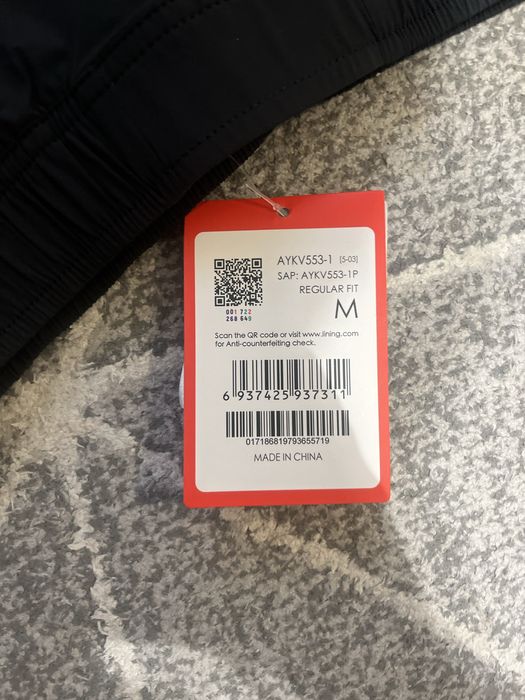 AYKV553-1 [5-03]
SAP: AYKV553-1P
REGULAR FIT
M
001 722
268 649
Scan the QR code or visit www.lining.com
for Anti-counterfeiting check.
6 937425 937311
017186819793655719
MADE IN CHINA